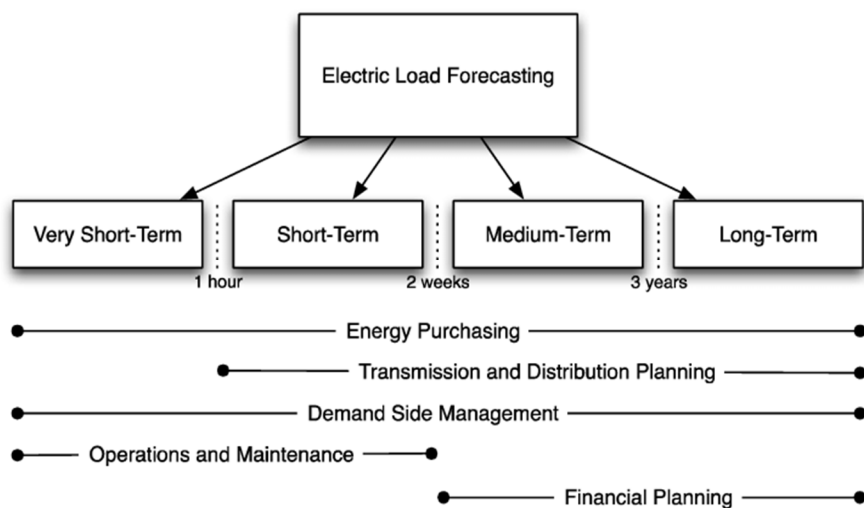 Electric Load Forecasting
Very Short-Term
Short-Term
Medium-Term
Long-Term
1 hour
2 weeks
3 years
Energy Purchasing
Transmission and Distribution Planning
Demand Side Management
Operations and Maintenance
Financial Planning